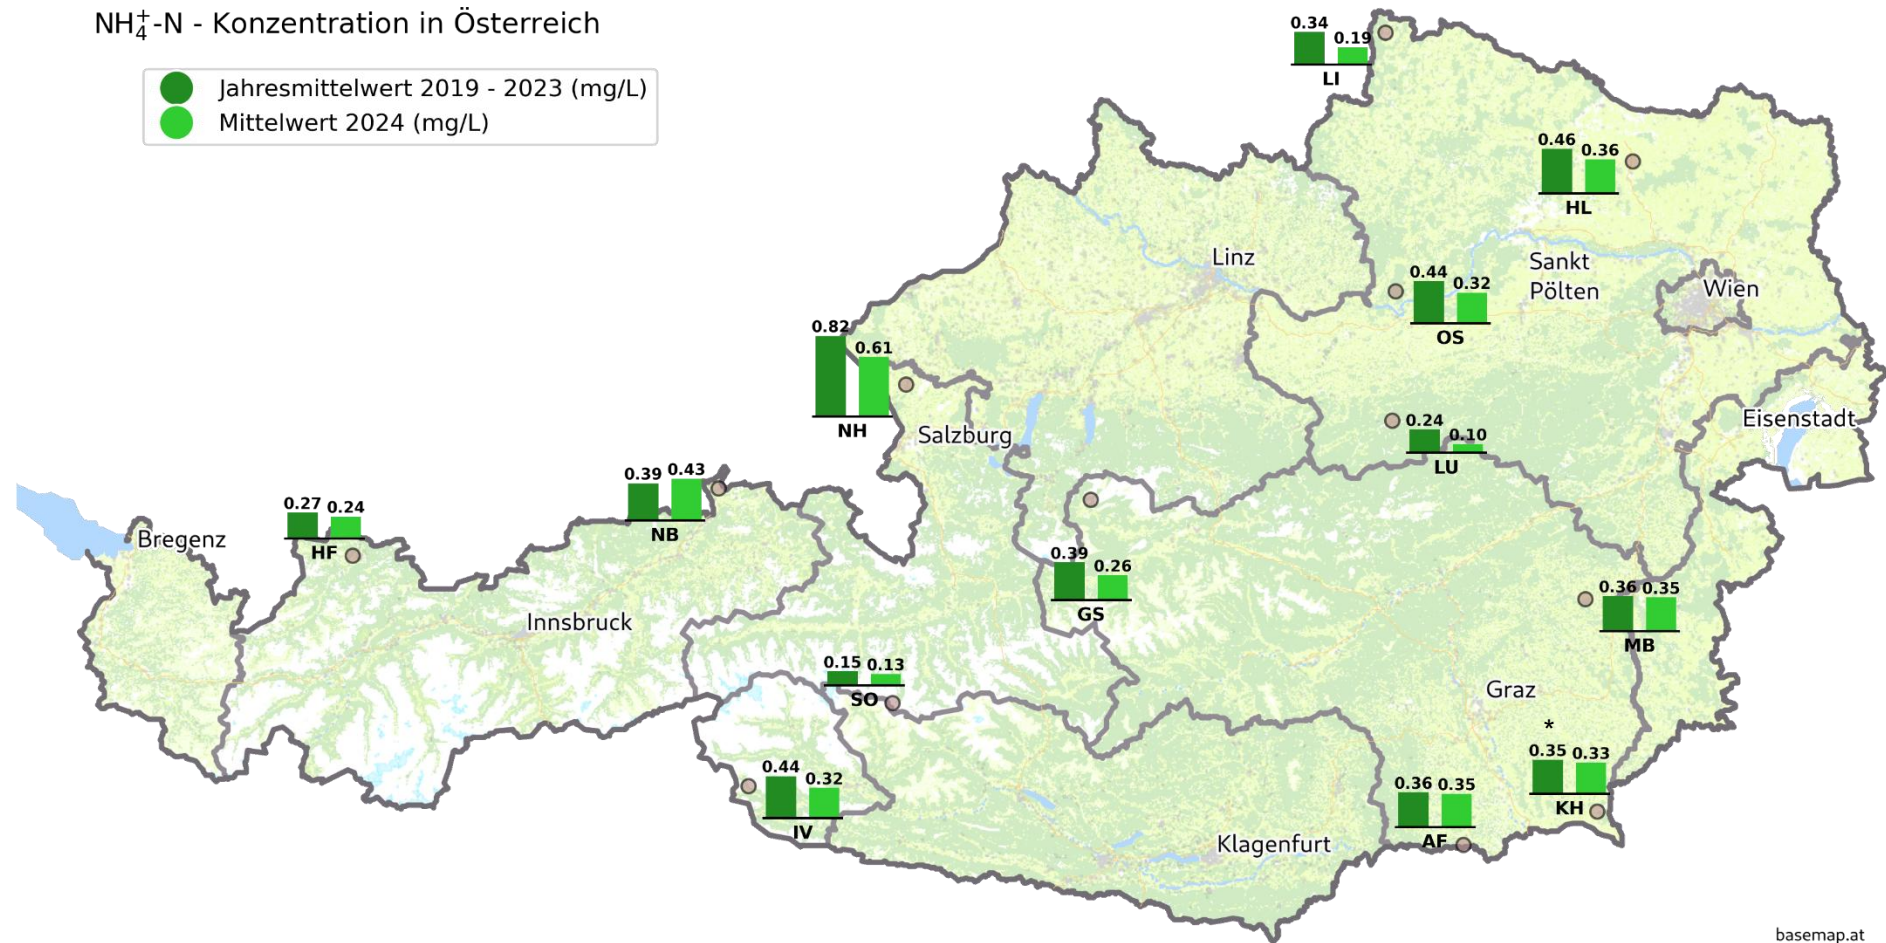 NH₄⁺-N - Konzentration in Österreich
Jahresmittelwert 2019 - 2023 (mg/L)
Mittelwert 2024 (mg/L)
0.34 0.19
LI
0.46 0.36
HL
Linz
Sankt
Pölten
Wien
0.44 0.32
OS
0.82 0.61
NH
Salzburg
Eisenstadt
0.24 0.10
LU
0.39 0.43
NB
0.27 0.24
HF
Bregenz
0.39 0.26
GS
Innsbruck
0.36 0.35
MB
0.15 0.13
SO
Graz
*
0.35 0.33
KH
0.44 0.32
IV
0.36 0.35
AF
Klagenfurt
basemap.at